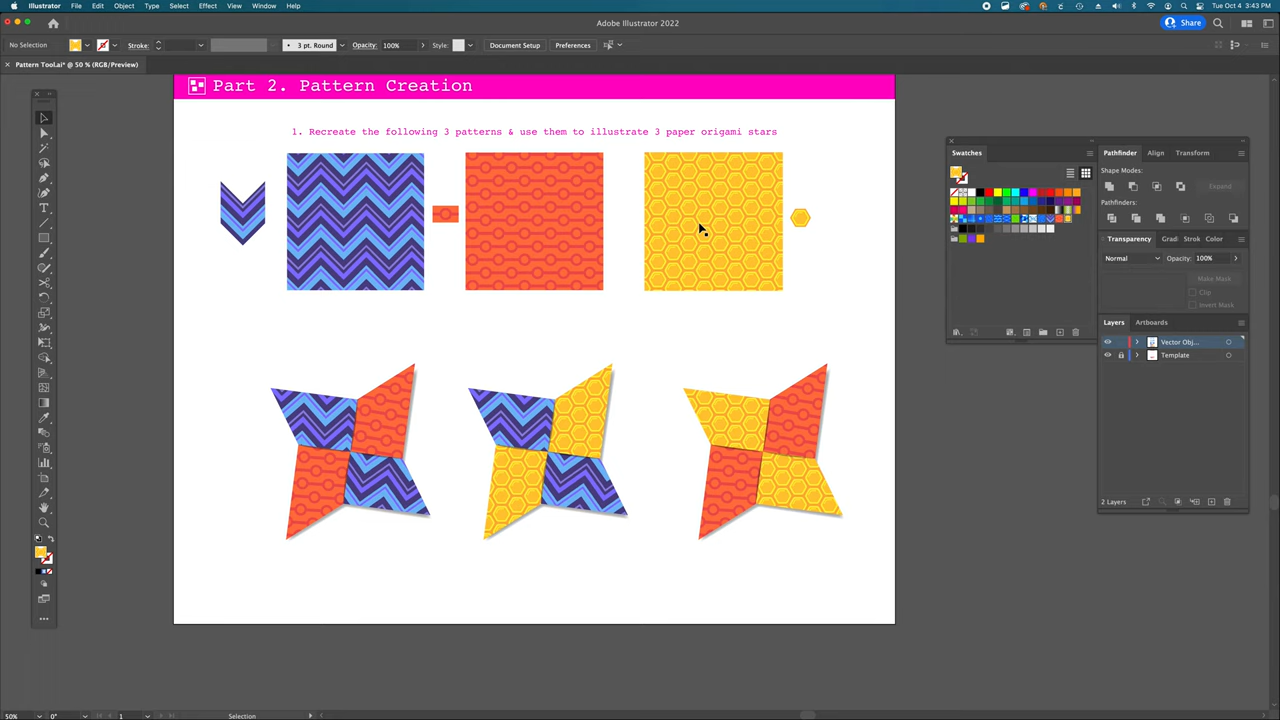 Illustrator File Edit Object Type Select Effect View Window Help
Tue Oct 4 3:43 PM
Adobe Illustrator 2022
Share
No Selection
Stroke:
3 pt. Round
Opacity: 100%
Style:
Document Setup
Preferences
Pattern Tool.ai* @ 50 % (RGB/Preview)
Part 2. Pattern Creation
1. Recreate the following 3 patterns & use them to illustrate 3 paper origami stars
Swatches
Pathfinder Align Transform
Shape Modes:
Expand
Pathfinders:
Transparency Gradi Strok Color
Normal
Opacity: 100%
Make Mask
Clip
Invert Mask
Layers Artboards
Vector Obj...
Template
2 Layers
50%
0°
1
Selection